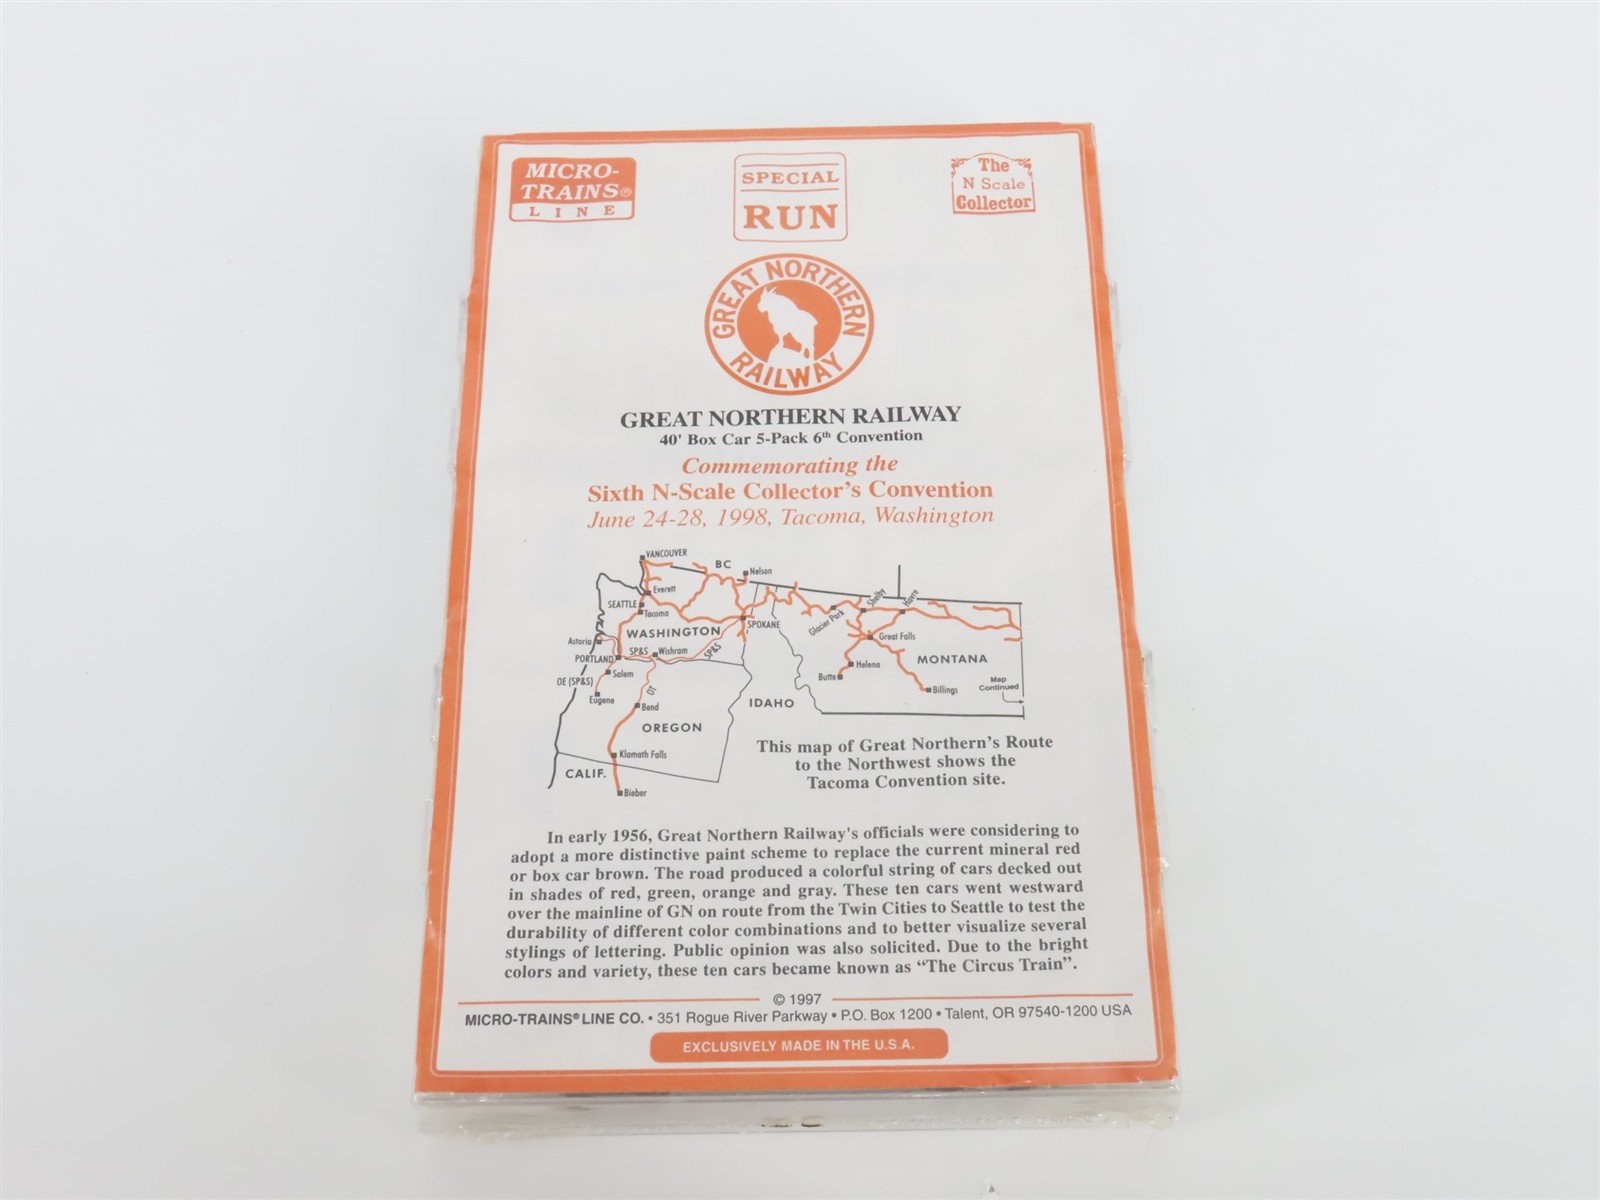 MICRO-
TRAINS®
LINE
SPECIAL
RUN
The
N Scale
Collector
GREAT NORTHERN
RAILWAY
GREAT NORTHERN RAILWAY
40' Box Car 5-Pack 6th Convention
Commemorating the
Sixth N-Scale Collector's Convention
June 24-28, 1998, Tacoma, Washington
VANCOUVER
BC
Nelson
Everett
SEATTLE
Tacoma
Shelby
Havre
Glacier Park
SPOKANE
WASHINGTON
Great Falls
Astoria
PORTLAND
SP&S
Wishram
SP&S
MONTANA
Helena
Salem
OE (SP&S)
Butte
Map
Continued
Billings
Eugene
OT
Bend
IDAHO
OREGON
Klamath Falls
CALIF.
Bieber
This map of Great Northern's Route
to the Northwest shows the
Tacoma Convention site.
In early 1956, Great Northern Railway's officials were considering to
adopt a more distinctive paint scheme to replace the current mineral red
or box car brown. The road produced a colorful string of cars decked out
in shades of red, green, orange and gray. These ten cars went westward
over the mainline of GN on route from the Twin Cities to Seattle to test the
durability of different color combinations and to better visualize several
stylings of lettering. Public opinion was also solicited. Due to the bright
colors and variety, these ten cars became known as “The Circus Train”.
© 1997
MICRO-TRAINS® LINE CO. • 351 Rogue River Parkway • P.O. Box 1200 • Talent, OR 97540-1200 USA
EXCLUSIVELY MADE IN THE U.S.A.